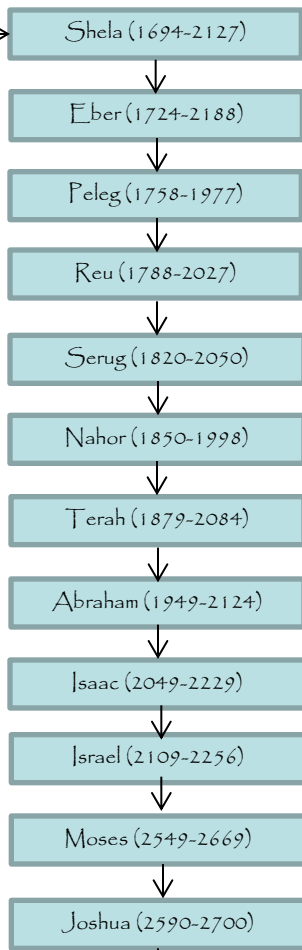 Shela (1694-2127)
Eber (1724-2188)
Peleg (1758-1977)
Reu (1788-2027)
Serug (1820-2050)
Nahor (1850-1998)
Terah (1879-2084)
Abraham (1949-2124)
Isaac (2049-2229)
Israel (2109-2256)
Moses (2549-2669)
Joshua (2590-2700)